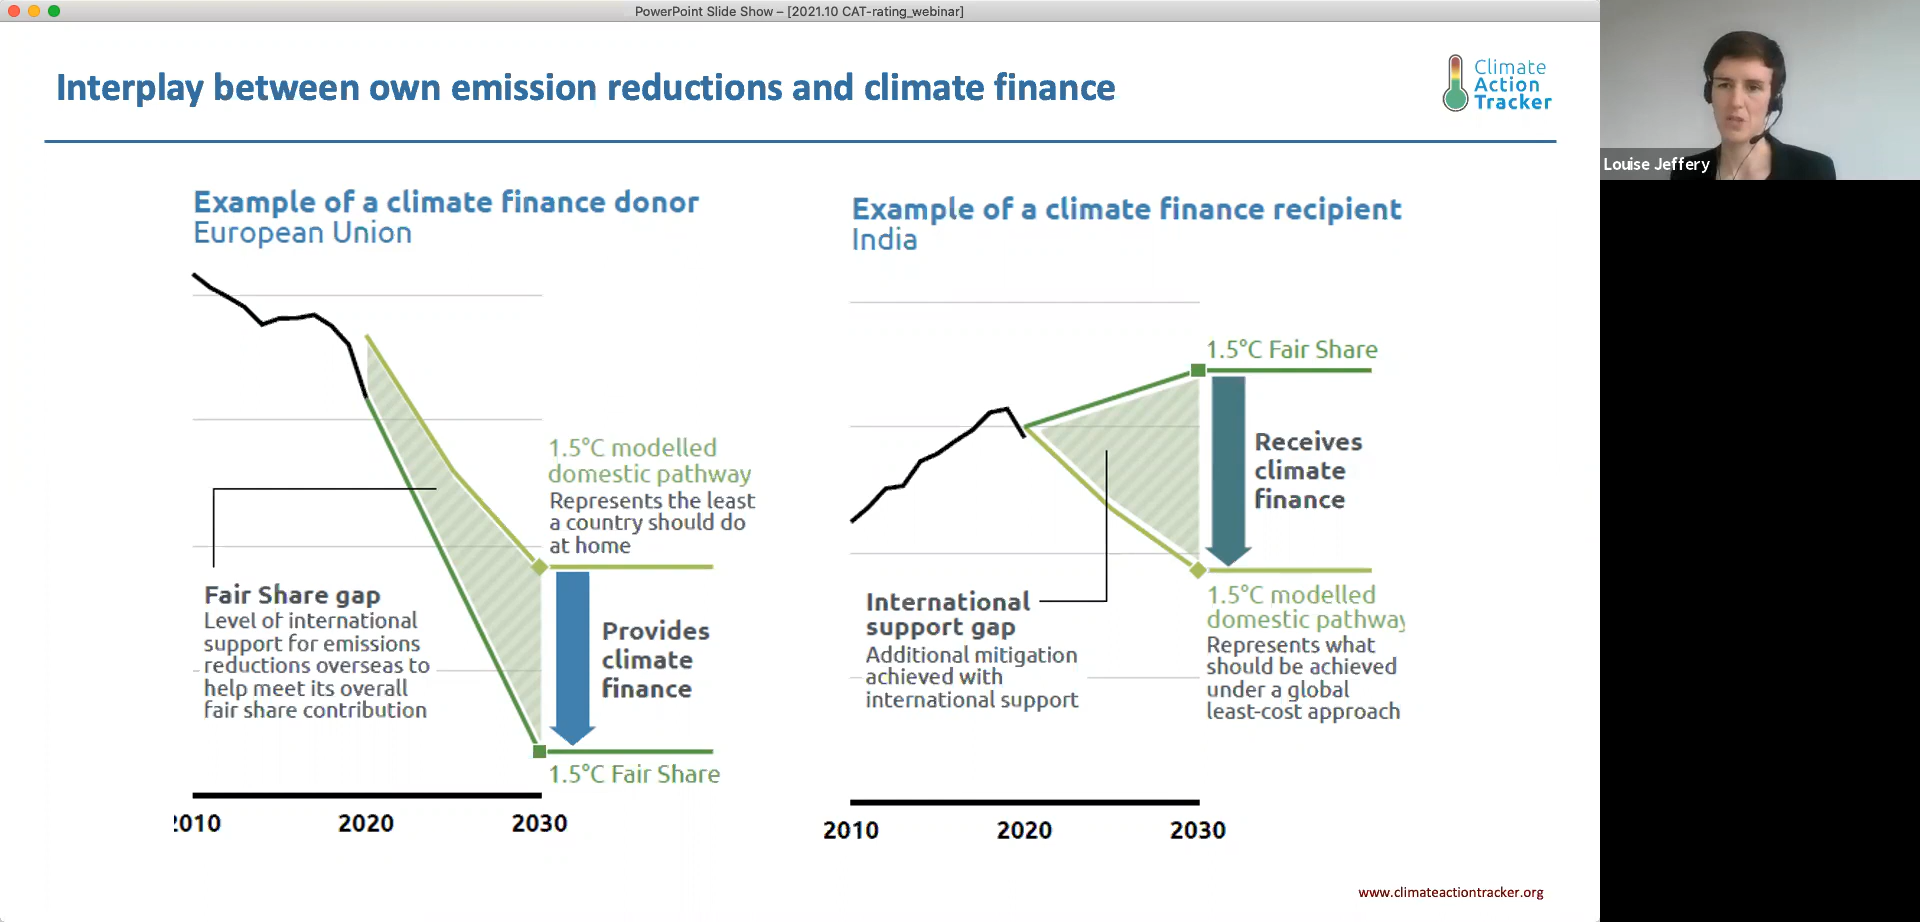 PowerPoint Slide Show – [2021.10 CAT-rating_webinar]
Interplay between own emission reductions and climate finance
Climate
Action
Tracker
Louise Jeffery
Example of a climate finance donor
European Union
1.5°C modelled
domestic pathway
Represents the least
a country should do
at home
Fair Share gap
Level of international
support for emissions
reductions overseas to
help meet its overall
fair share contribution
Provides
climate
finance
1.5°C Fair Share
2010 2020 2030
Example of a climate finance recipient
India
1.5°C Fair Share
Receives
climate
finance
International
support gap
Additional mitigation
achieved with
international support
1.5°C modelled
domestic pathway
Represents what
should be achieved
under a global
least-cost approach
2010 2020 2030
www.climateactiontracker.org